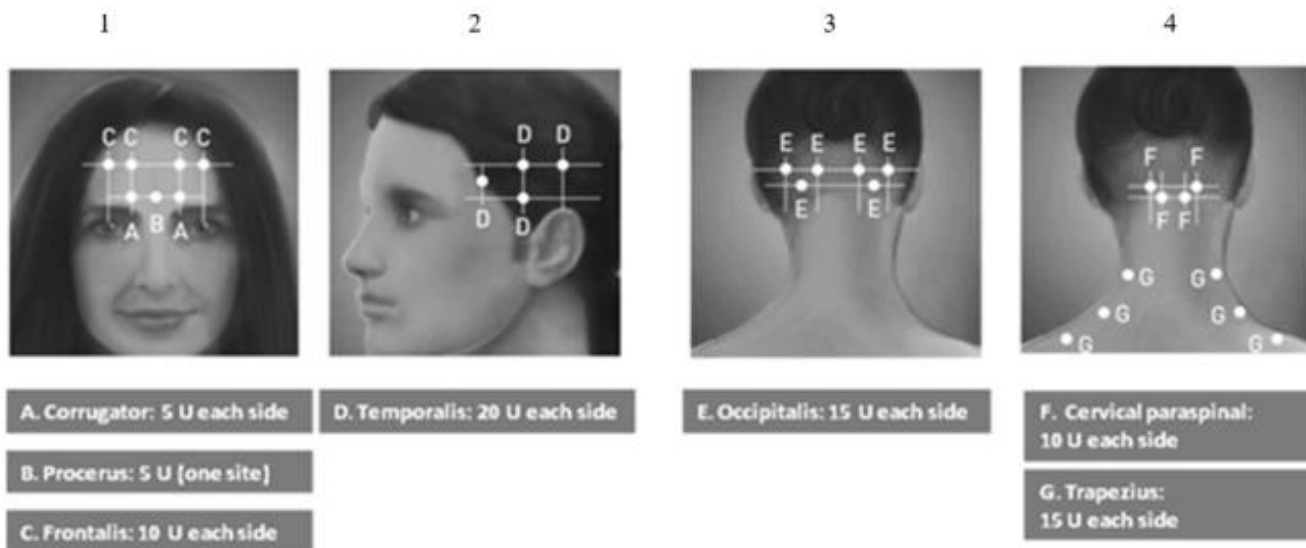 1 2 3 4
C C C C
B
A A
D D
D D
E E E E
E E
F F
F F
G G
G G
G G
A. Corrugator: 5 U each side
B. Procerus: 5 U (one site)
C. Frontalis: 10 U each side
D. Temporalis: 20 U each side
E. Occipitalis: 15 U each side
F. Cervical paraspinal:
10 U each side
G. Trapezius:
15 U each side